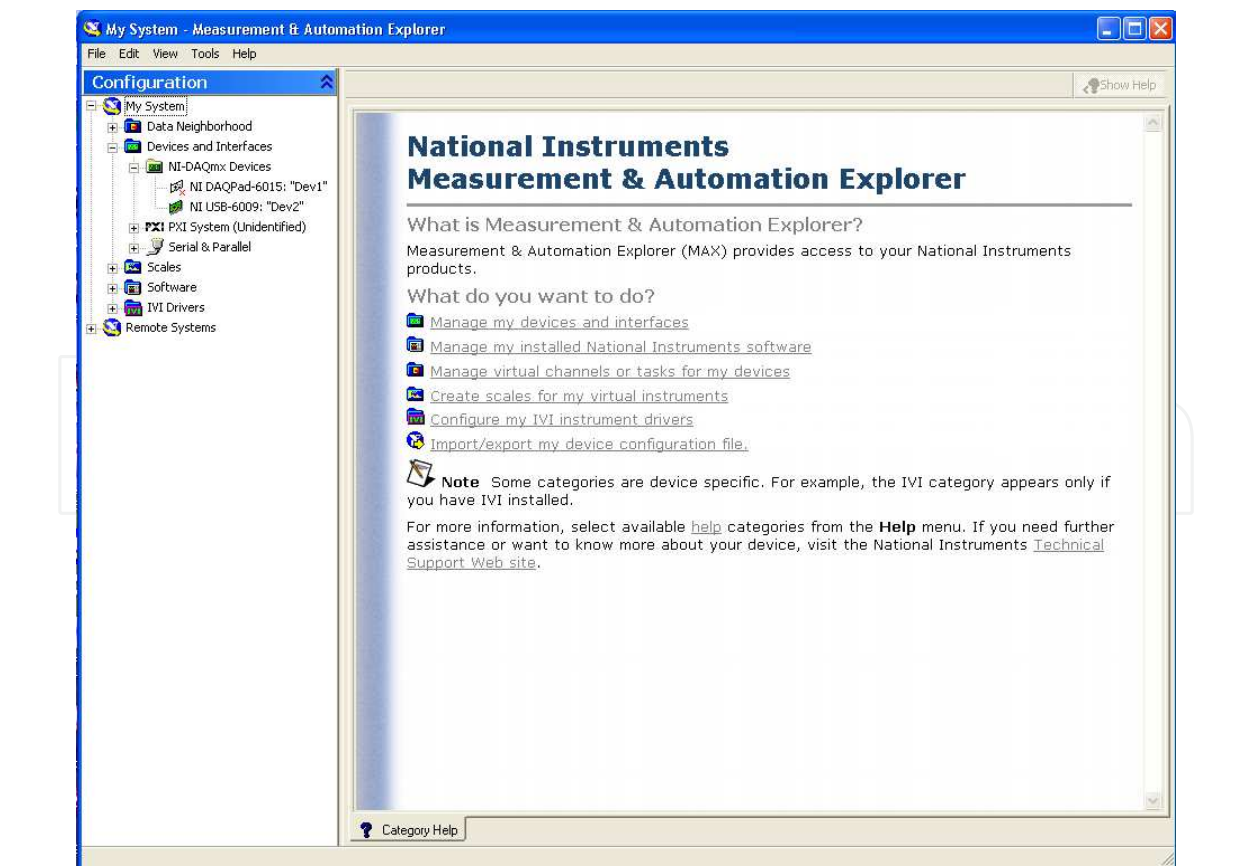 My System - Measurement & Automation Explorer
File Edit View Tools Help
Configuration
Show Help
My System
Data Neighborhood
Devices and Interfaces
NI-DAQmx Devices
NI DAQPad-6015: "Dev1"
NI USB-6009: "Dev2"
PXI PXI System (Unidentified)
Serial & Parallel
Scales
Software
IVI Drivers
Remote Systems
National Instruments
Measurement & Automation Explorer
What is Measurement & Automation Explorer?
Measurement & Automation Explorer (MAX) provides access to your National Instruments
products.
What do you want to do?
Manage my devices and interfaces
Manage my installed National Instruments software
Manage virtual channels or tasks for my devices
Create scales for my virtual instruments
Configure my IVI instrument drivers
Import/export my device configuration file.
Note Some categories are device specific. For example, the IVI category appears only if
you have IVI installed.
For more information, select available help categories from the Help menu. If you need further
assistance or want to know more about your device, visit the National Instruments Technical
Support Web site.
Category Help